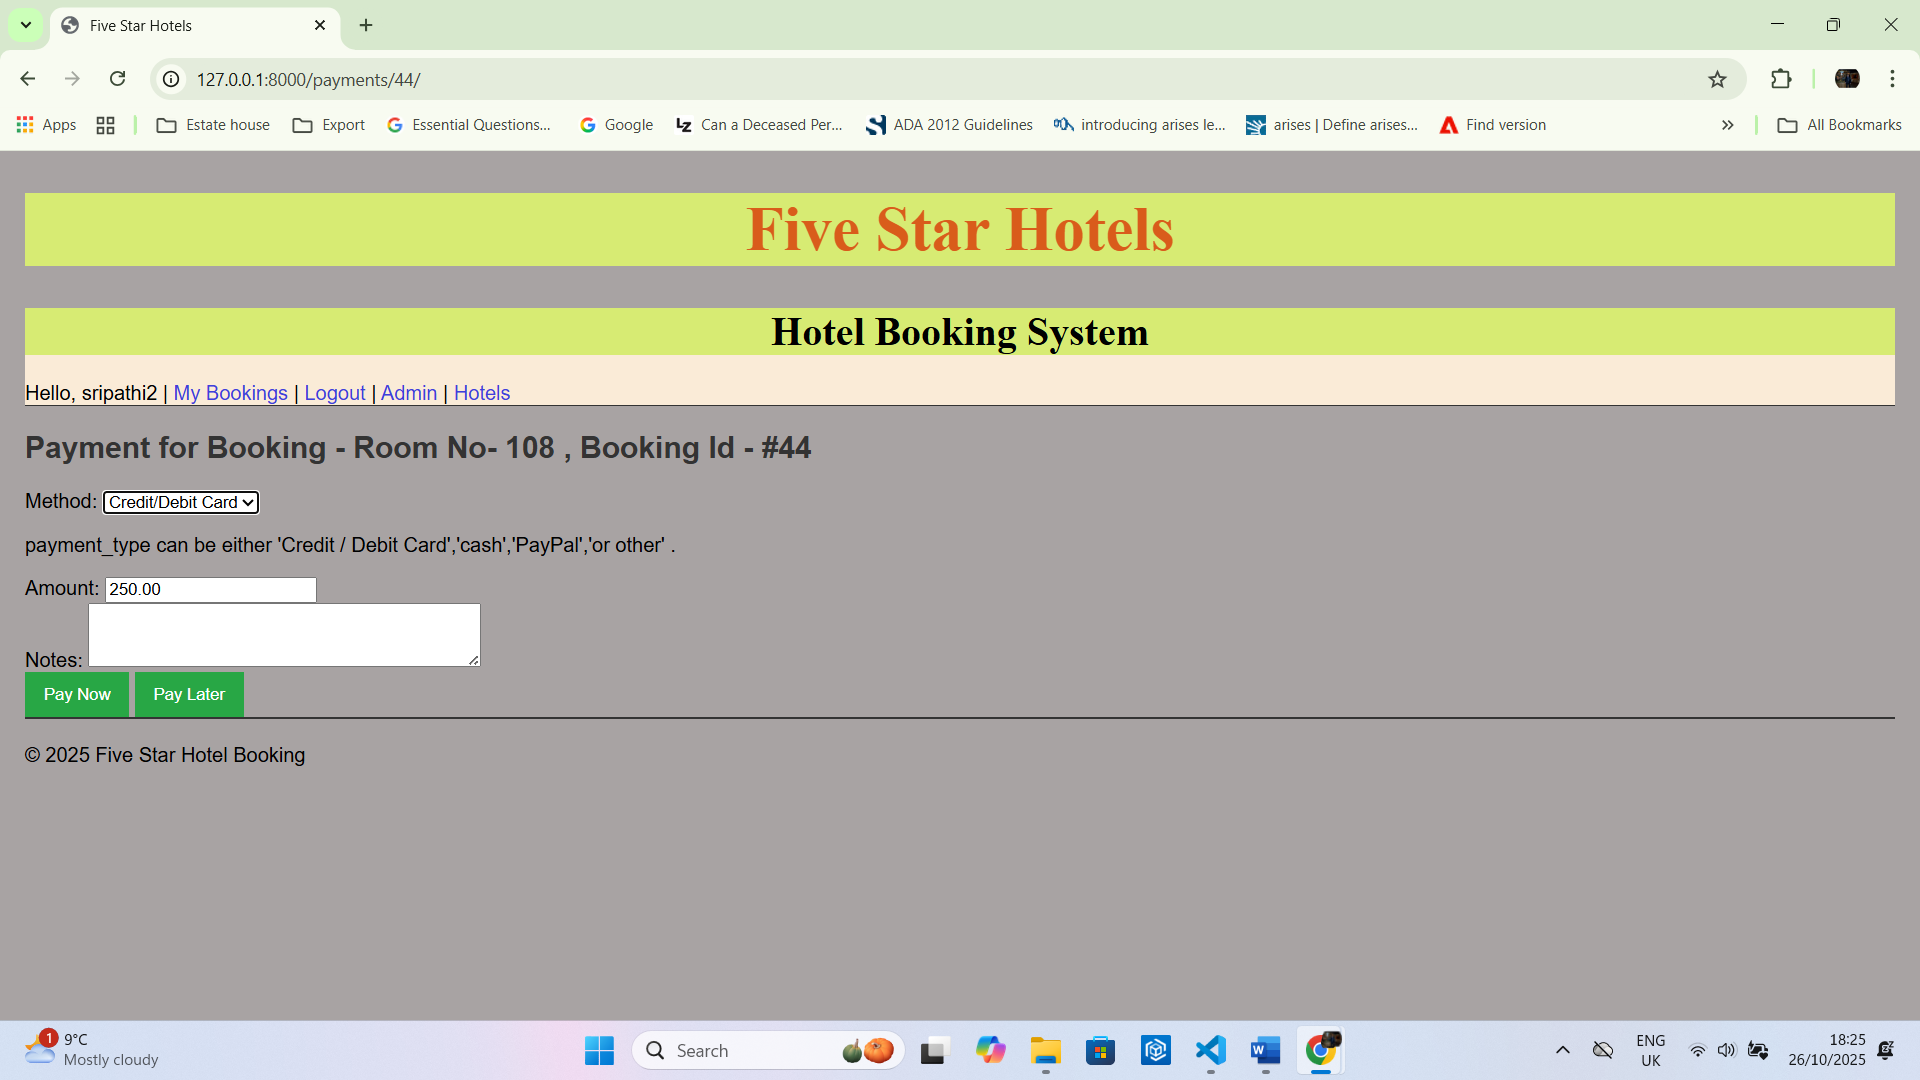 Five Star Hotels
127.0.0.1:8000/payments/44/
Apps Estate house Export Essential Questions... Google Can a Deceased Per... ADA 2012 Guidelines introducing arises le... arises | Define arises... Find version » All Bookmarks
Five Star Hotels
Hotel Booking System
Hello, sripathi2 | My Bookings | Logout | Admin | Hotels
Payment for Booking - Room No- 108 , Booking Id - #44
Method: Credit/Debit Card
payment_type can be either 'Credit / Debit Card','cash','PayPal','or other' .
Amount: 250.00
Notes:
Pay Now Pay Later
© 2025 Five Star Hotel Booking
1 9°C
Mostly cloudy
Search
ENG
UK
18:25
26/10/2025